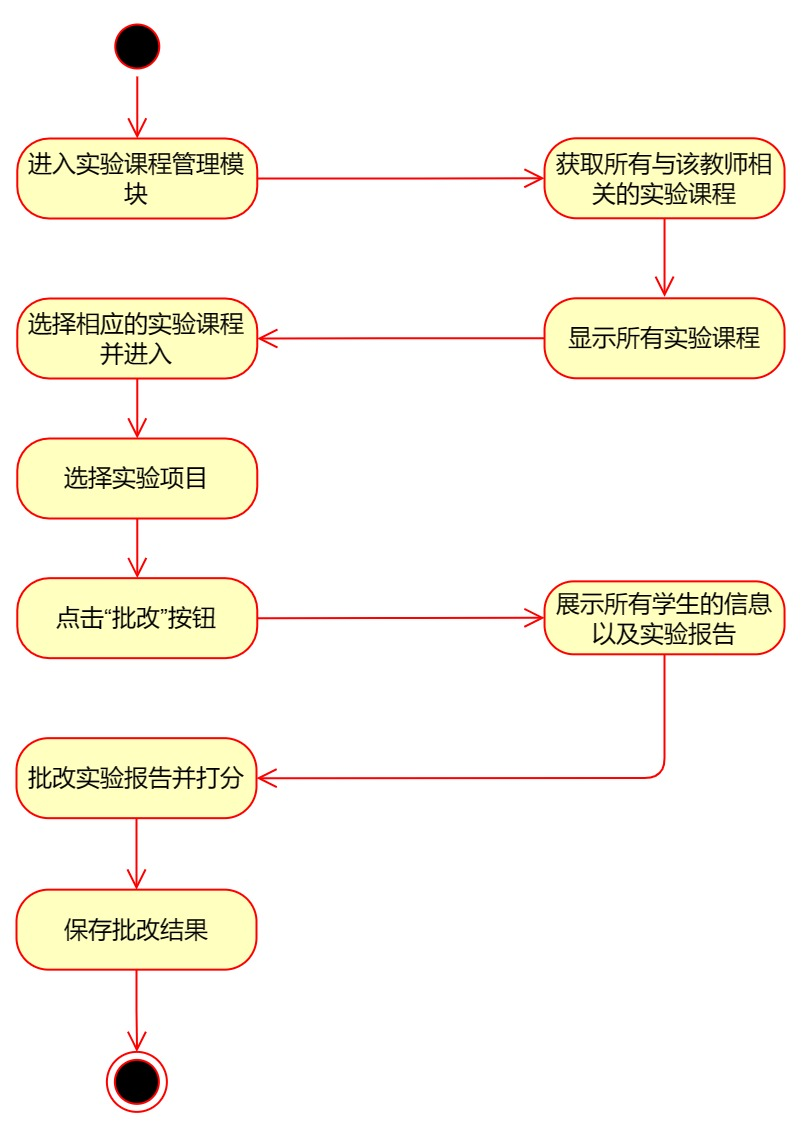 进入实验课程管理模
块
获取所有与该教师相
关的实验课程
选择相应的实验课程
并进入
显示所有实验课程
选择实验项目
点击“批改”按钮
展示所有学生的信息
以及实验报告
批改实验报告并打分
保存批改结果